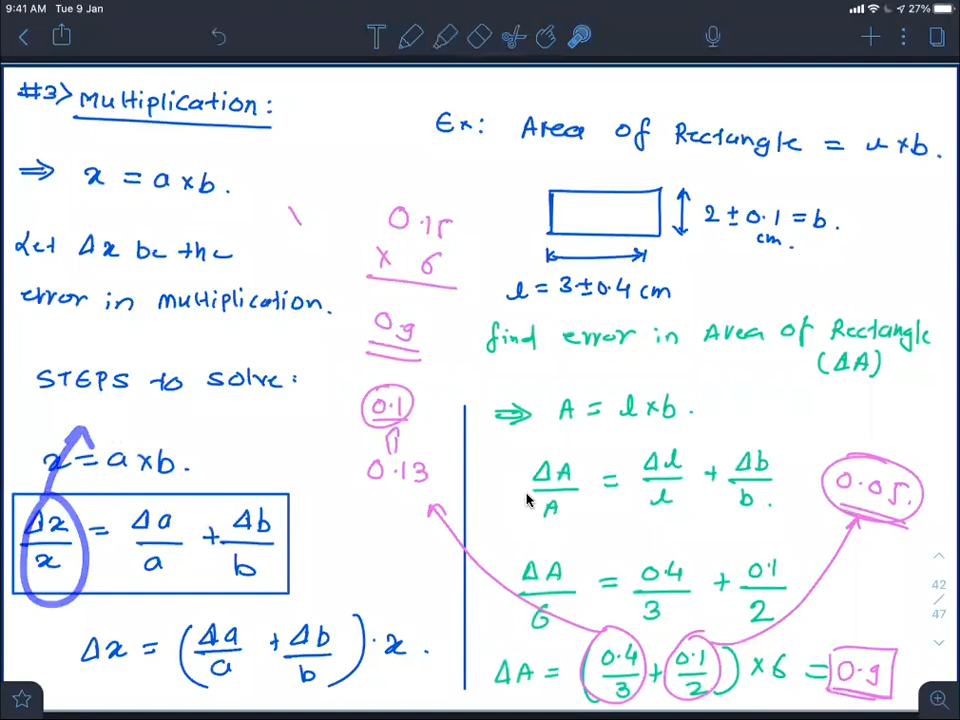 9:41 AM Tue 9 Jan
27%
#3> Multiplication:
⇒ x = a × b.
Let Δx be the
error in multiplication.
STEPS to solve:
x = a × b.
Δx/x = Δa/a + Δb/b
Δx = (Δa/a + Δb/b) · x.
0.15
× 6
0.9
0.1
⇑
0.13
Ex: Area of Rectangle = l × b.
2 ± 0.1 = b.
cm.
l = 3 ± 0.4 cm
find error in Area of Rectangle
(ΔA)
⇒ A = l × b.
ΔA/A = Δl/l + Δb/b.
0.05.
ΔA/6 = 0.4/3 + 0.1/2
ΔA = (0.4/3 + 0.1/2) × 6 = 0.9
42
/
47